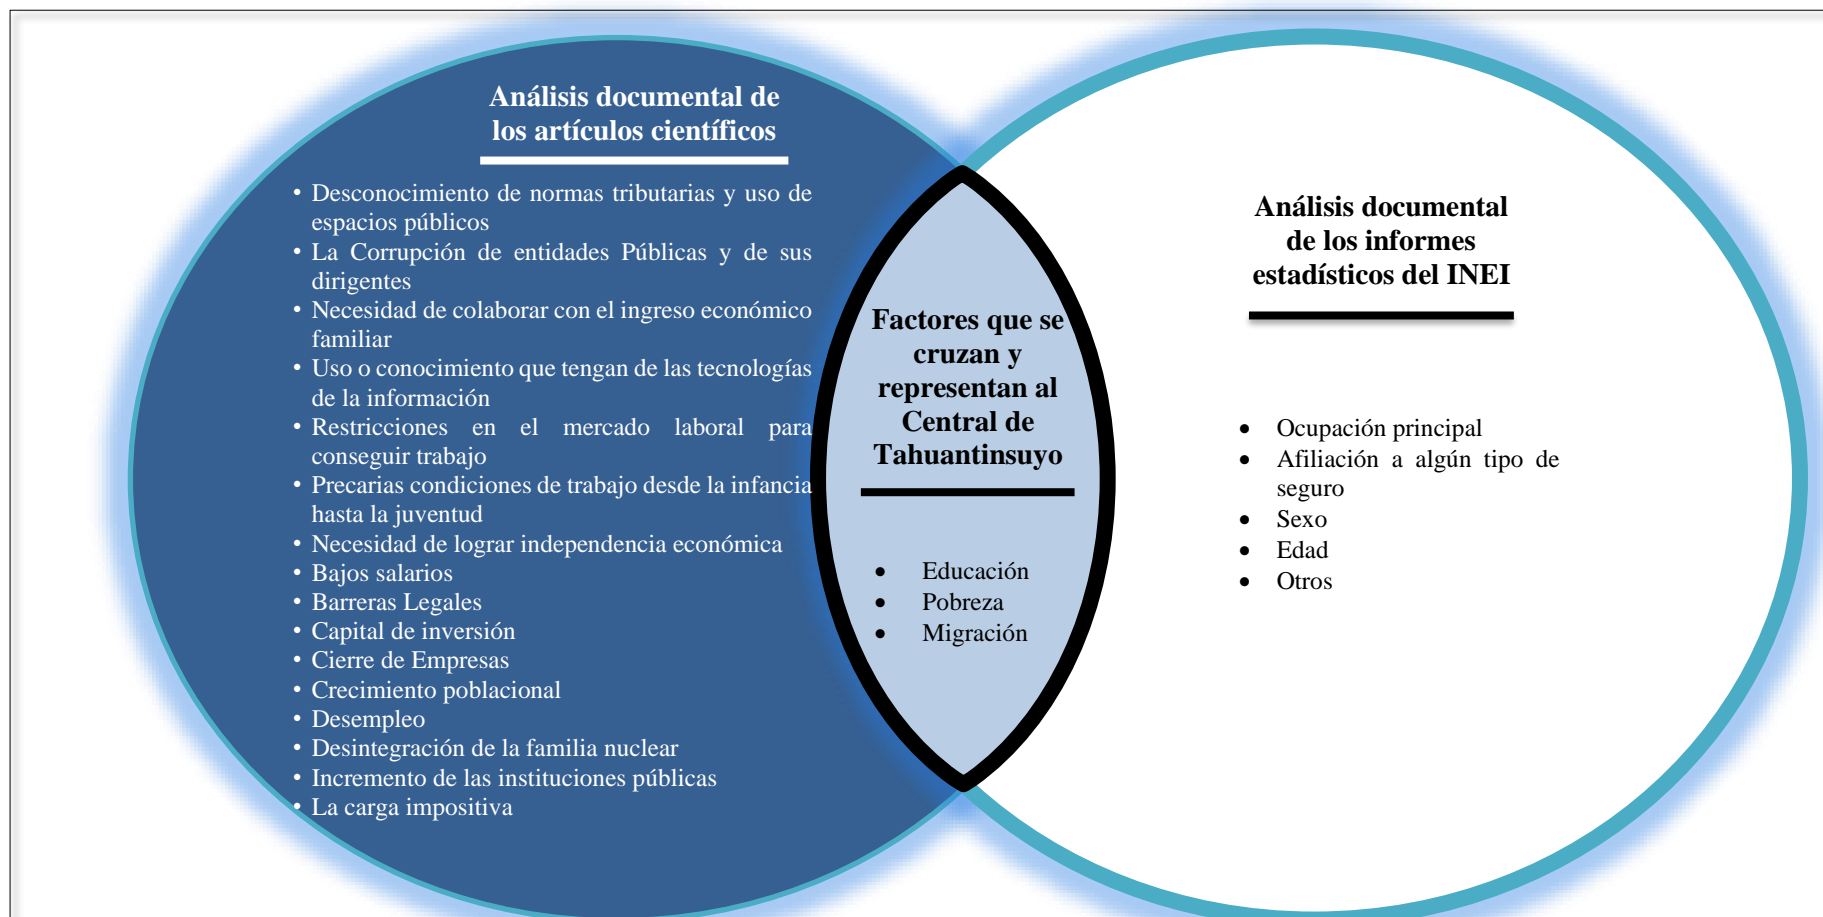 Análisis documental de
los artículos científicos
• Desconocimiento de normas tributarias y uso de
espacios públicos
• La Corrupción de entidades Públicas y de sus
dirigentes
• Necesidad de colaborar con el ingreso económico
familiar
• Uso o conocimiento que tengan de las tecnologías
de la información
• Restricciones en el mercado laboral para
conseguir trabajo
• Precarias condiciones de trabajo desde la infancia
hasta la juventud
• Necesidad de lograr independencia económica
• Bajos salarios
• Barreras Legales
• Capital de inversión
• Cierre de Empresas
• Crecimiento poblacional
• Desempleo
• Desintegración de la familia nuclear
• Incremento de las instituciones públicas
• La carga impositiva
Factores que se
cruzan y
representan al
Central de
Tahuantinsuyo
• Educación
• Pobreza
• Migración
Análisis documental
de los informes
estadísticos del INEI
• Ocupación principal
• Afiliación a algún tipo de
seguro
• Sexo
• Edad
• Otros